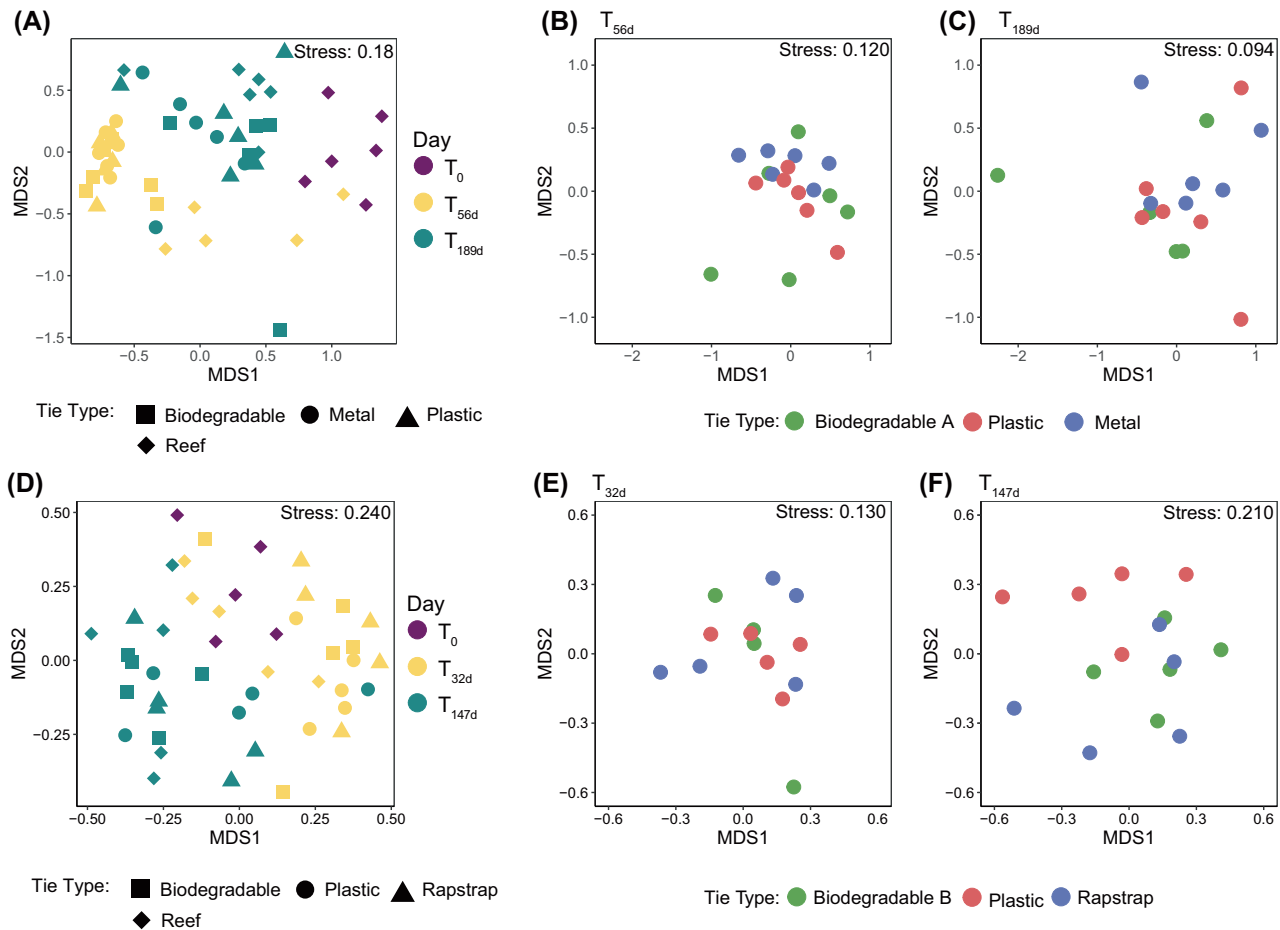 (A)
Stress: 0.18
0.5
0.0
−0.5
−1.0
−1.5
MDS2
−0.5
0.0
0.5
1.0
MDS1
Day
T0
T56d
T189d
Tie Type:
Biodegradable
Metal
Plastic
Reef
(B)
T56d
Stress: 0.120
1.0
0.5
0.0
−0.5
−1.0
MDS2
−2
−1
0
1
MDS1
(C)
T189d
Stress: 0.094
1.0
0.5
0.0
−0.5
−1.0
MDS2
−2
−1
0
1
MDS1
Tie Type:
Biodegradable A
Plastic
Metal
(D)
Stress: 0.240
0.50
0.25
0.00
−0.25
MDS2
−0.50
−0.25
0.00
0.25
0.50
MDS1
Day
T0
T32d
T147d
Tie Type:
Biodegradable
Plastic
Rapstrap
Reef
(E)
T32d
Stress: 0.130
0.6
0.3
0.0
−0.3
−0.6
MDS2
−0.6
−0.3
0.0
0.3
0.6
MDS1
(F)
T147d
Stress: 0.210
0.6
0.3
0.0
−0.3
−0.6
MDS2
−0.6
−0.3
0.0
0.3
0.6
MDS1
Tie Type:
Biodegradable B
Plastic
Rapstrap